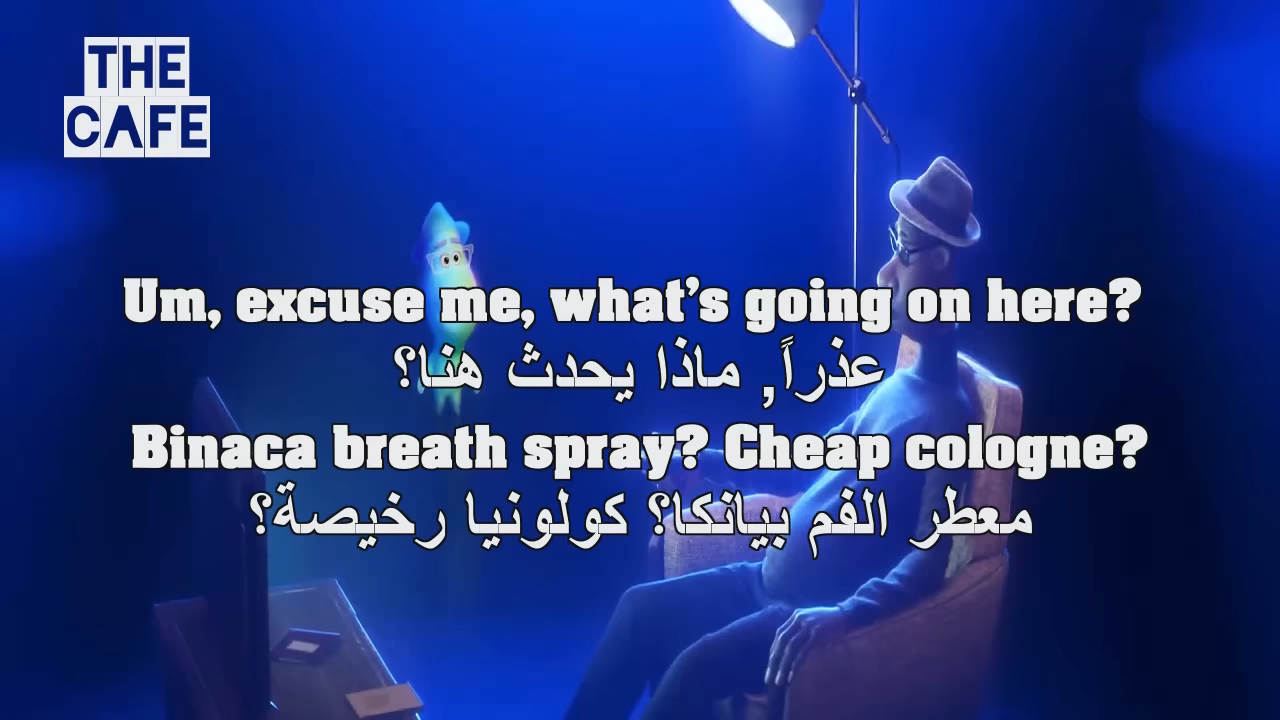 THE
CAFE
Um, excuse me, what's going on here?
عذراً, ماذا يحدث هنا؟
Binaca breath spray? Cheap cologne?
معطر الفم بيانكا؟ كولونيا رخيصة؟